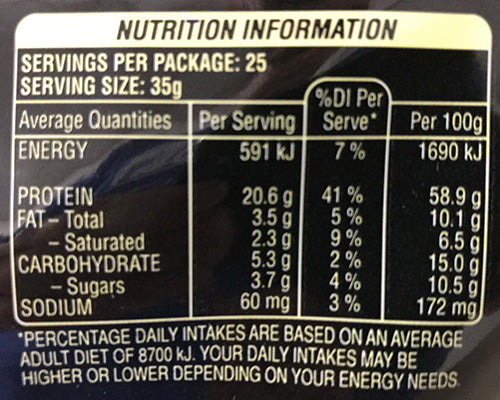 NUTRITION INFORMATION
SERVINGS PER PACKAGE: 25
SERVING SIZE: 35g
Average Quantities Per Serving %DI Per Serve* Per 100g
ENERGY 591 kJ 7 % 1690 kJ
PROTEIN 20.6 g 41 % 58.9 g
FAT – Total 3.5 g 5 % 10.1 g
– Saturated 2.3 g 9 % 6.5 g
CARBOHYDRATE 5.3 g 2 % 15.0 g
– Sugars 3.7 g 4 % 10.5 g
SODIUM 60 mg 3 % 172 mg
*PERCENTAGE DAILY INTAKES ARE BASED ON AN AVERAGE
ADULT DIET OF 8700 kJ. YOUR DAILY INTAKES MAY BE
HIGHER OR LOWER DEPENDING ON YOUR ENERGY NEEDS.